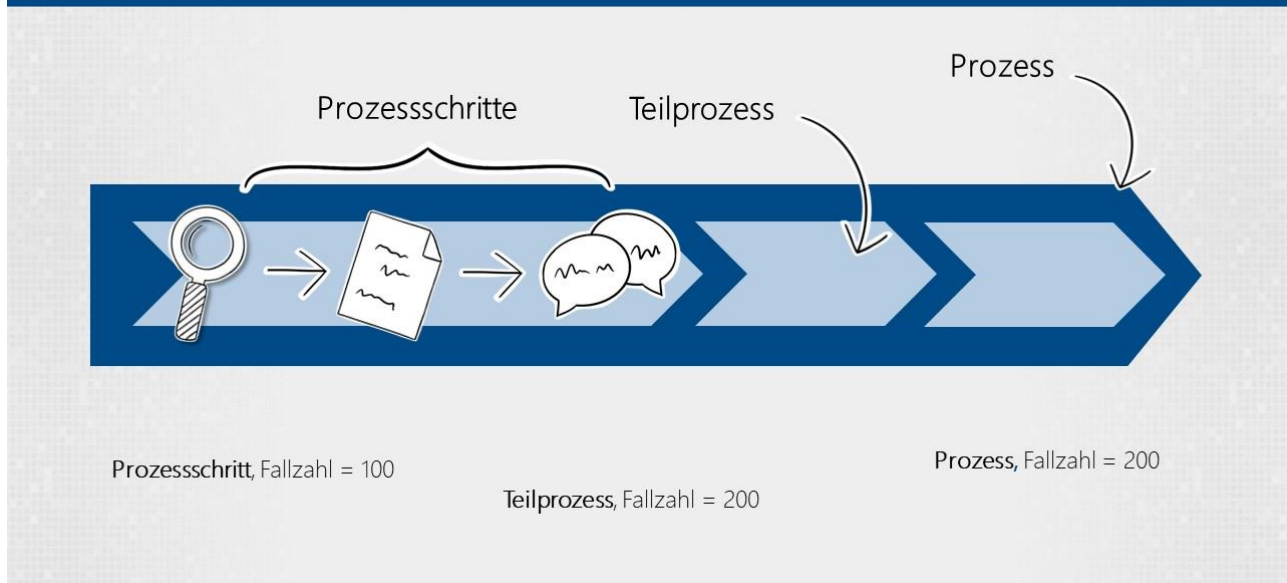 Prozess
Prozessschritte
Teilprozess
Prozessschritt, Fallzahl = 100
Prozess, Fallzahl = 200
Teilprozess, Fallzahl = 200